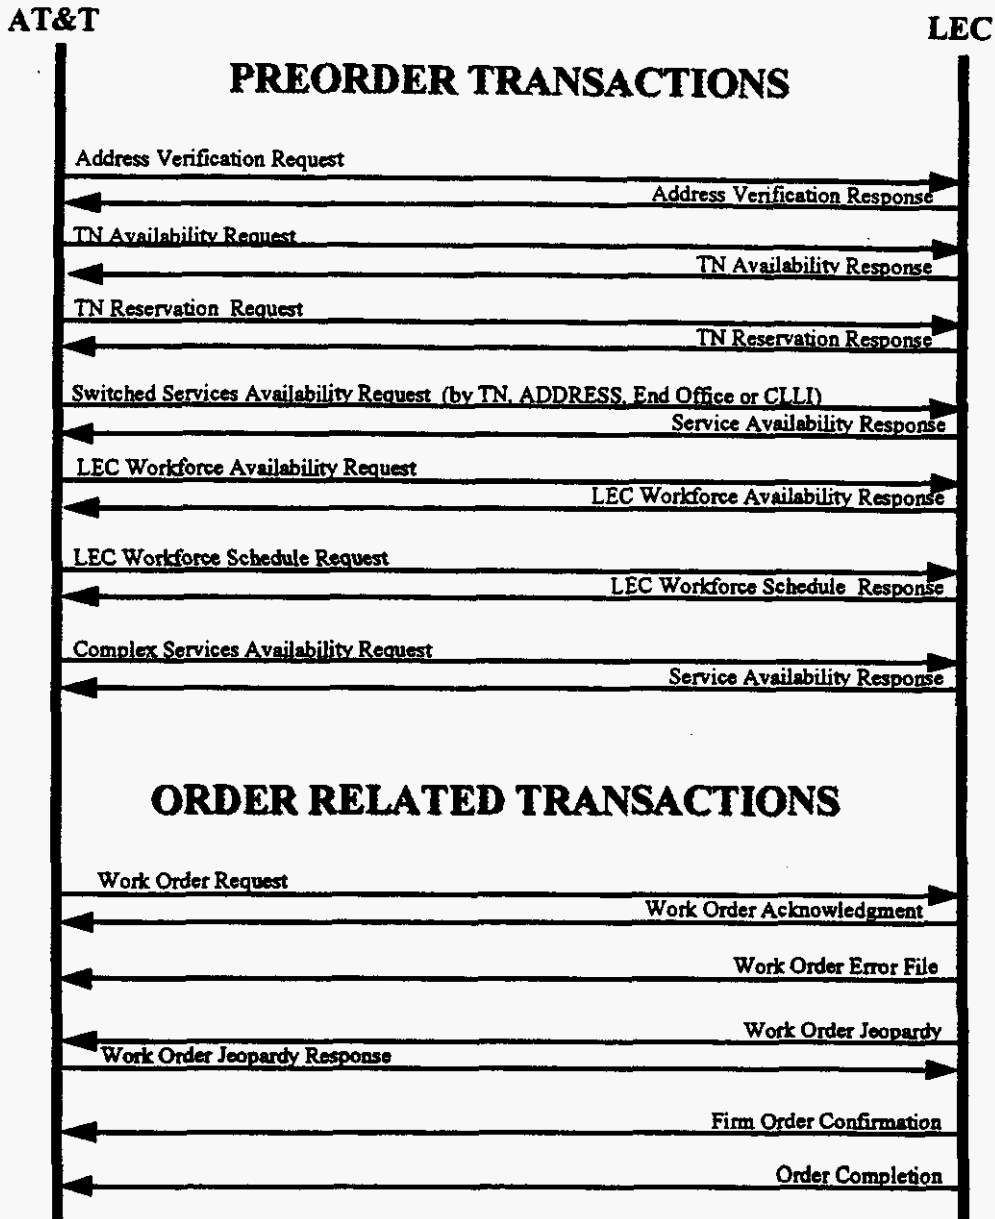 AT&T
LEC
PREORDER TRANSACTIONS
Address Verification Request
Address Verification Response
TN Availability Request
TN Availability Response
TN Reservation Request
TN Reservation Response
Switched Services Availability Request (by TN, ADDRESS, End Office or CLLI)
Service Availability Response
LEC Workforce Availability Request
LEC Workforce Availability Response
LEC Workforce Schedule Request
LEC Workforce Schedule Response
Complex Services Availability Request
Service Availability Response
ORDER RELATED TRANSACTIONS
Work Order Request
Work Order Acknowledgment
Work Order Error File
Work Order Jeopardy
Work Order Jeopardy Response
Firm Order Confirmation
Order Completion